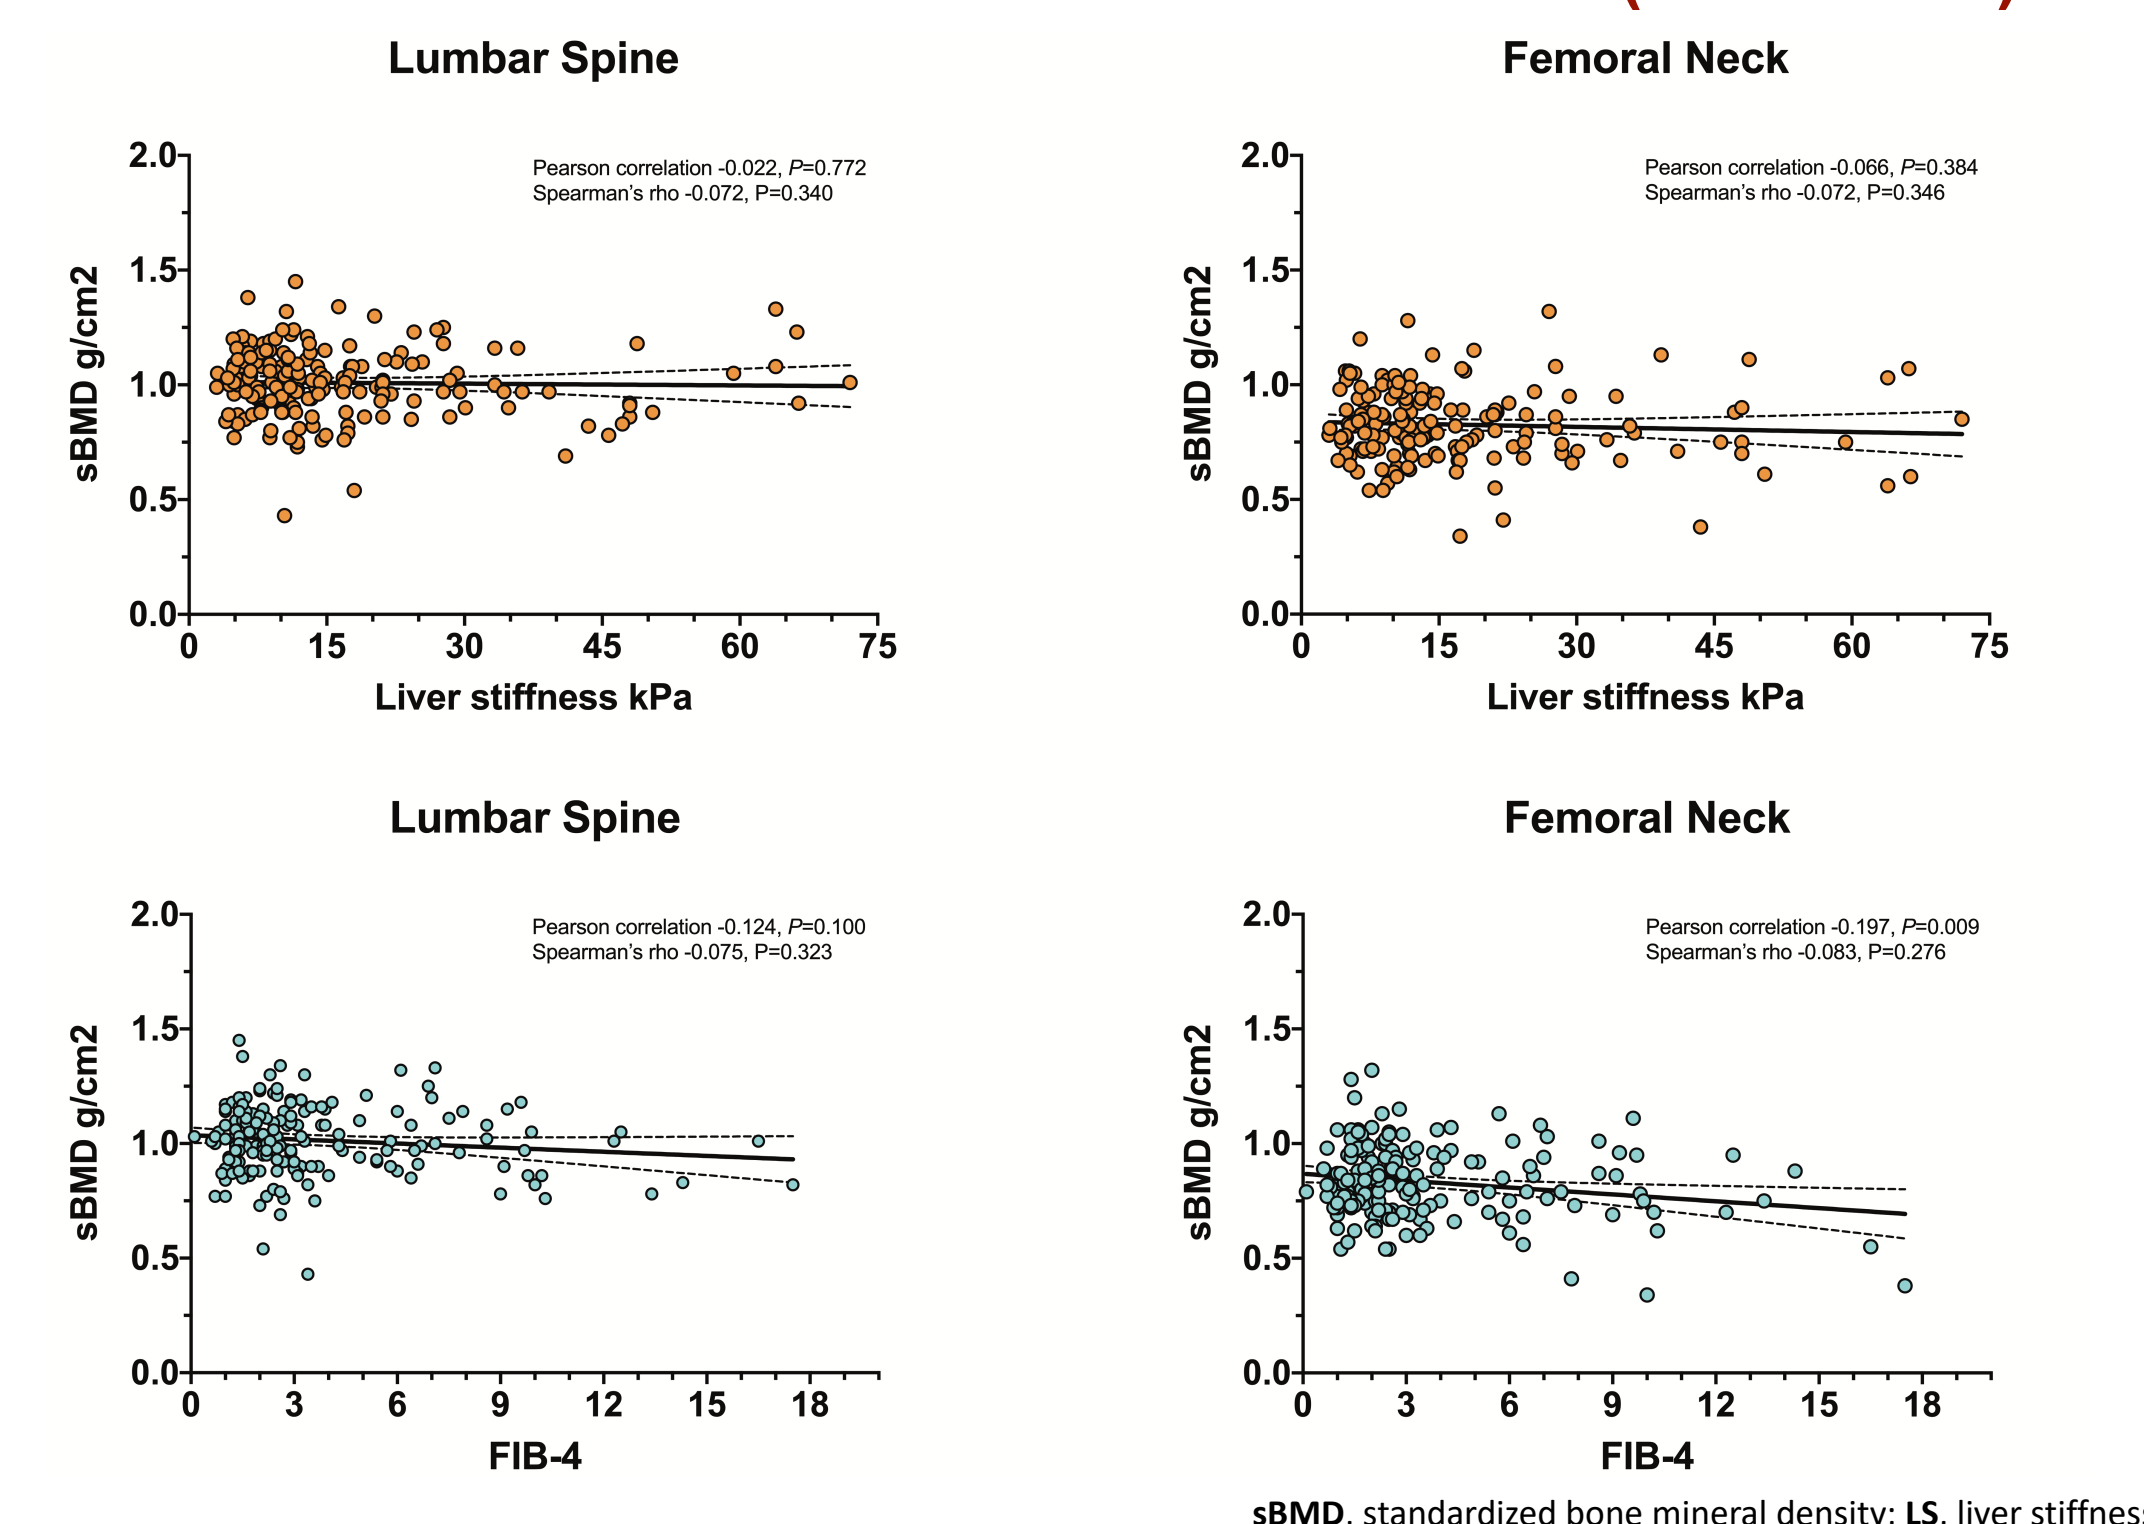 ( )
Lumbar Spine
2.0
1.5
1.0
0.5
0.0
sBMD g/cm2
Pearson correlation -0.022, P=0.772
Spearman's rho -0.072, P=0.340
0 15 30 45 60 75
Liver stiffness kPa
Femoral Neck
2.0
1.5
1.0
0.5
0.0
sBMD g/cm2
Pearson correlation -0.066, P=0.384
Spearman's rho -0.072, P=0.346
0 15 30 45 60 75
Liver stiffness kPa
Lumbar Spine
2.0
1.5
1.0
0.5
0.0
sBMD g/cm2
Pearson correlation -0.124, P=0.100
Spearman's rho -0.075, P=0.323
0 3 6 9 12 15 18
FIB-4
Femoral Neck
2.0
1.5
1.0
0.5
0.0
sBMD g/cm2
Pearson correlation -0.197, P=0.009
Spearman's rho -0.083, P=0.276
0 3 6 9 12 15 18
FIB-4
sBMD, standardized bone mineral density; LS, liver stiffness